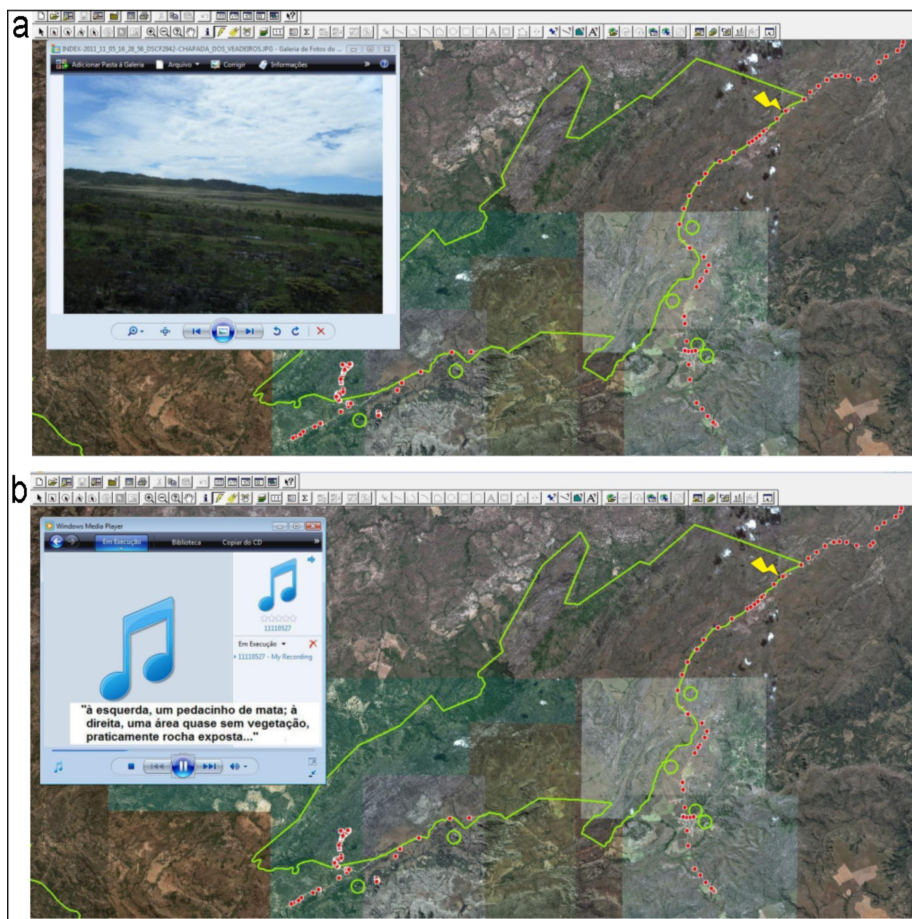 a
INDEX-2011_11_05_16_28_56_DSCF2942-CHAPADA_DOS_VEADEIROS.JPG - Galeria de Fotos do ...
Adicionar Pasta à Galeria Arquivo Corrigir Informações »
b
Windows Media Player
Em Execução Biblioteca Copiar do CD »
11110527
Em Execução
11110527 - My Recording
"à esquerda, um pedacinho de mata; à
direita, uma área quase sem vegetação,
praticamente rocha exposta..."